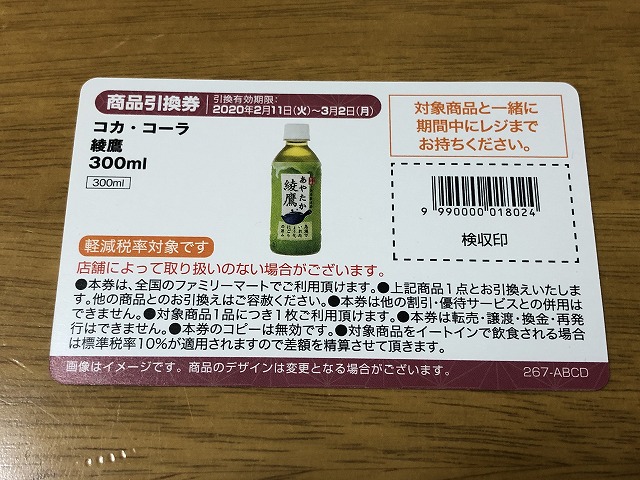 商品引換券
引換有効期限:
2020年2月11日(火)~3月2日(月)
コカ・コーラ
綾鷹
300ml
300ml
あやたか
綾鷹
対象商品と一緒に
期間中にレジまで
お持ちください。
9 990000 018024
検収印
軽減税率対象です
店舗によって取り扱いのない場合がございます。
●本券は、全国のファミリーマートでご利用頂けます。●上記商品1点とお引換えいたしま
す。他の商品とのお引換えはご容赦ください。●本券は他の割引・優待サービスとの併用は
できません。●対象商品1品につき1枚ご利用頂けます。●本券は転売・譲渡・換金・再発
行はできません。●本券のコピーは無効です。●対象商品をイートインで飲食される場合
は標準税率10%が適用されますので差額を精算させて頂きます。
画像はイメージです。商品のデザインは変更となる場合がございます。
267-ABCD